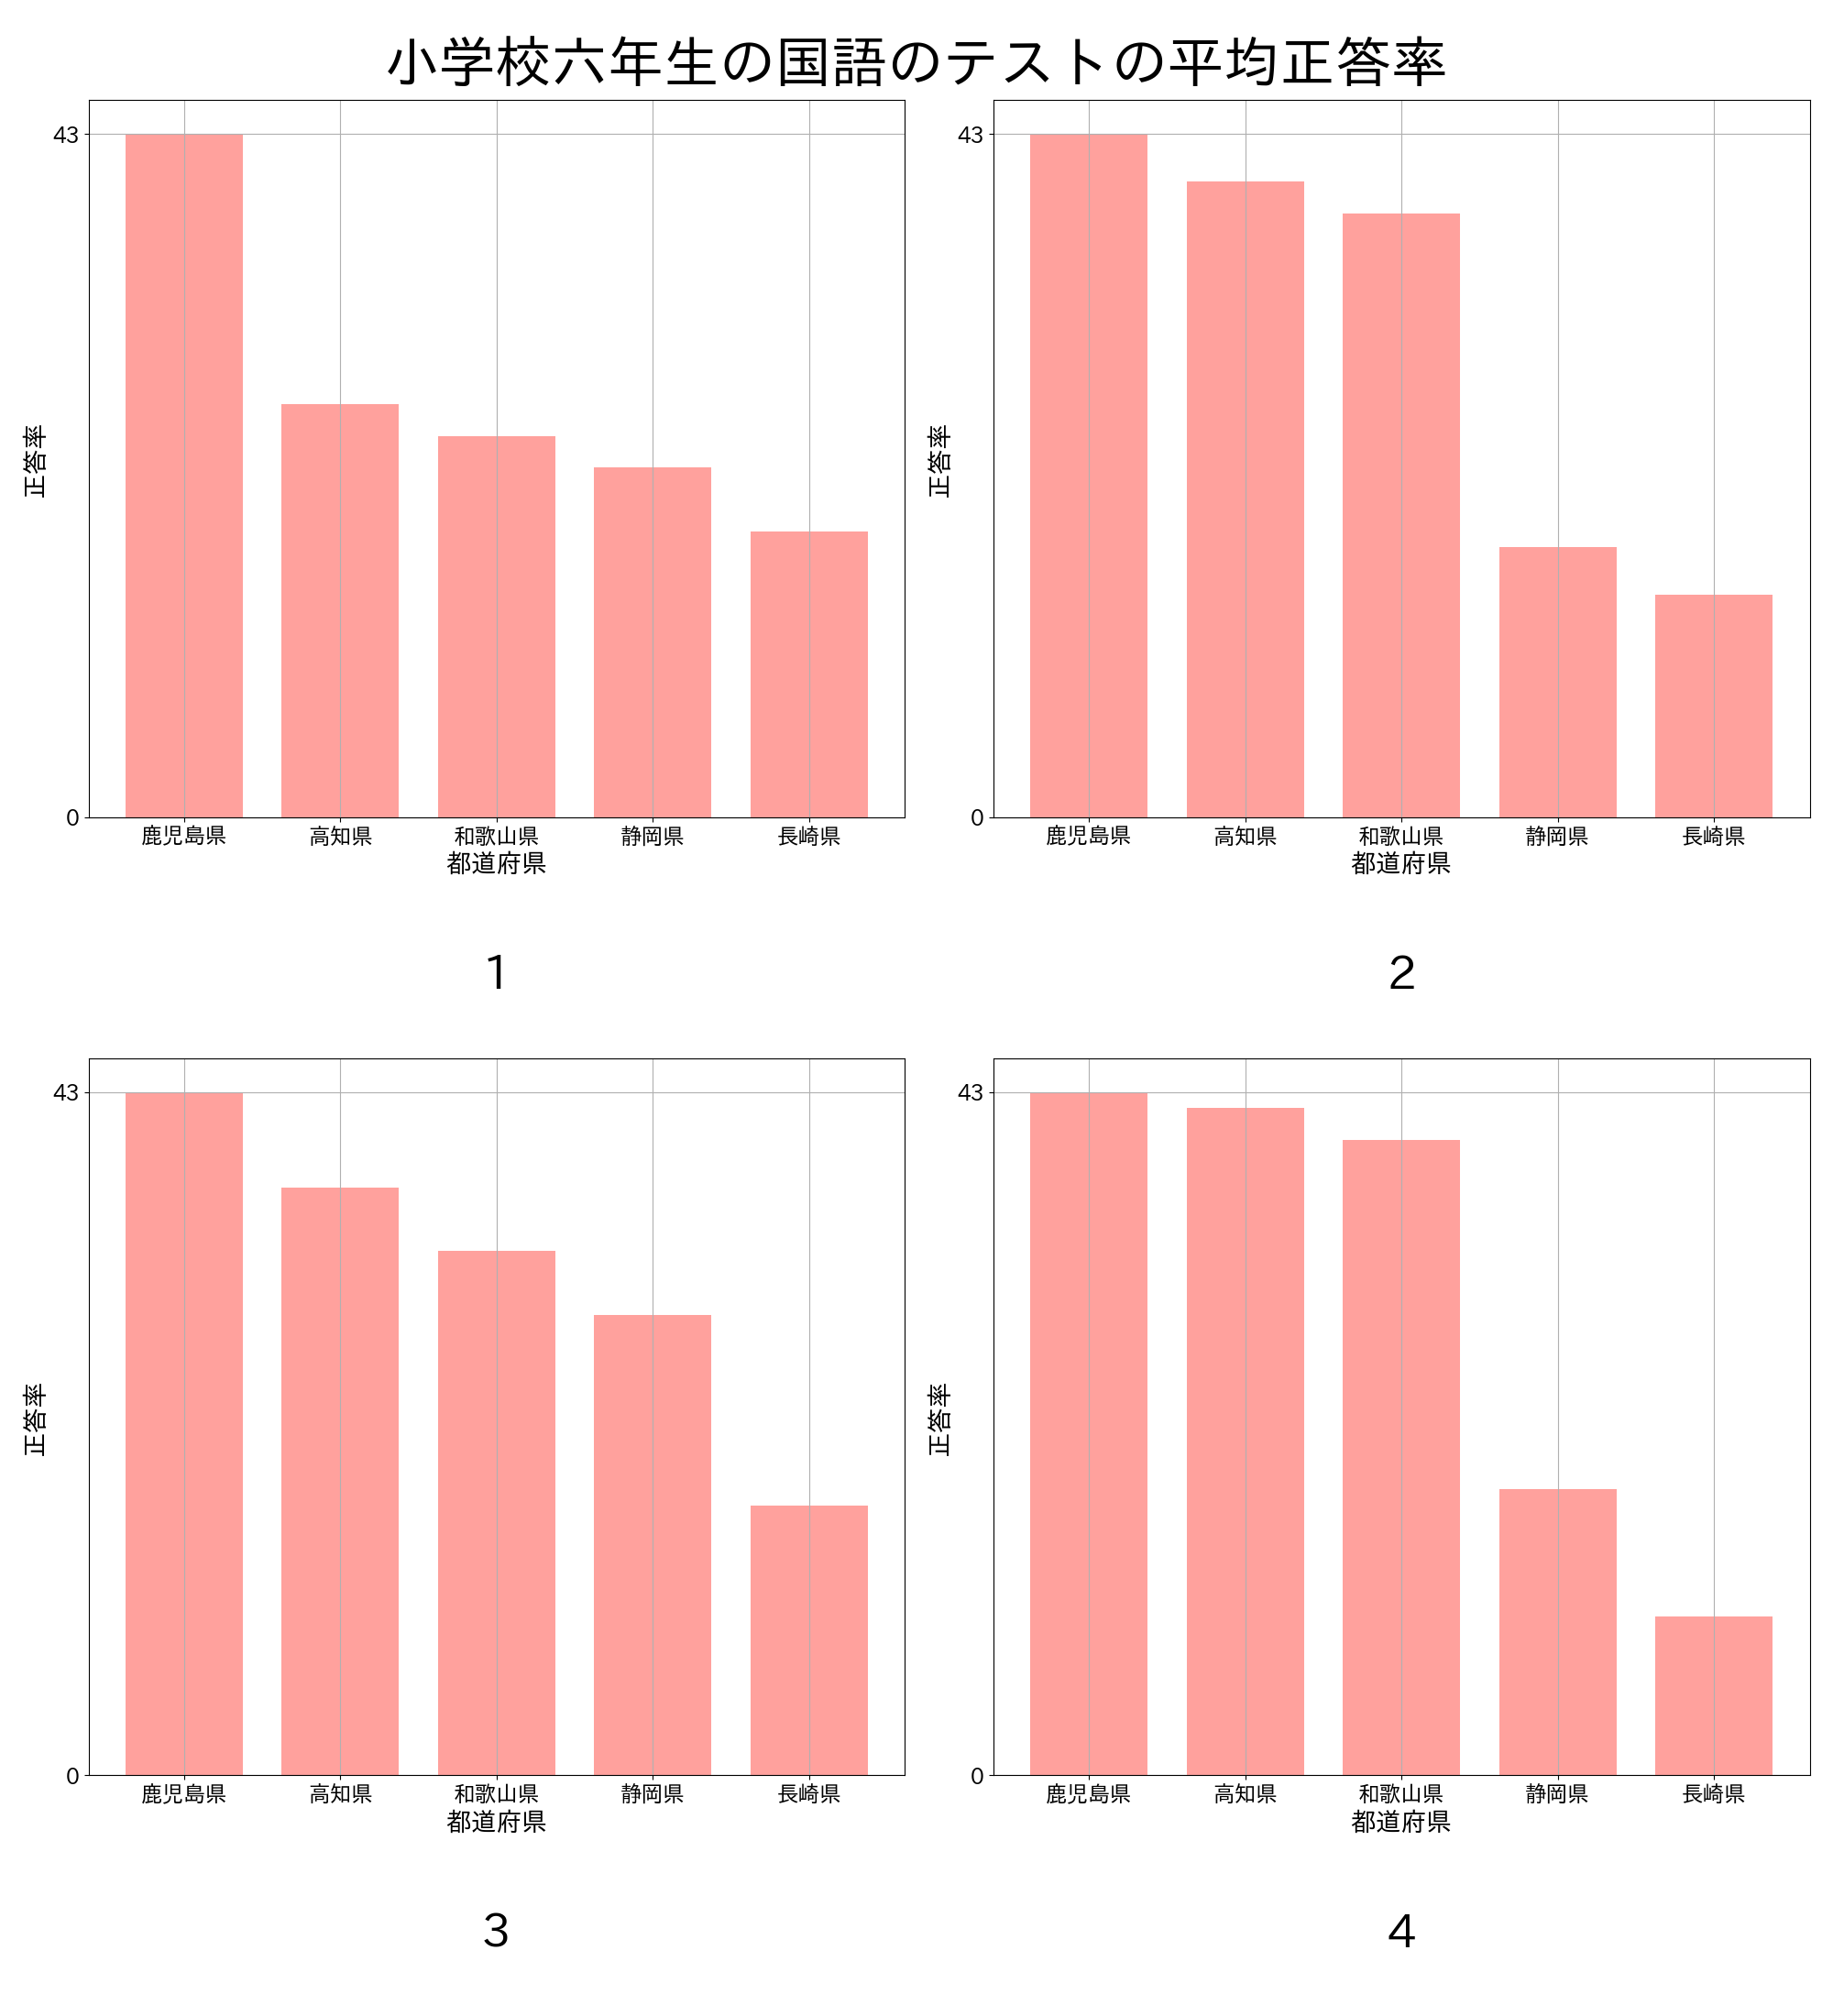 小学校六年生の国語のテストの平均正答率
43
正答率
0
鹿児島県 高知県 和歌山県 静岡県 長崎県
都道府県
1
43
正答率
0
鹿児島県 高知県 和歌山県 静岡県 長崎県
都道府県
2
43
正答率
0
鹿児島県 高知県 和歌山県 静岡県 長崎県
都道府県
3
43
正答率
0
鹿児島県 高知県 和歌山県 静岡県 長崎県
都道府県
4